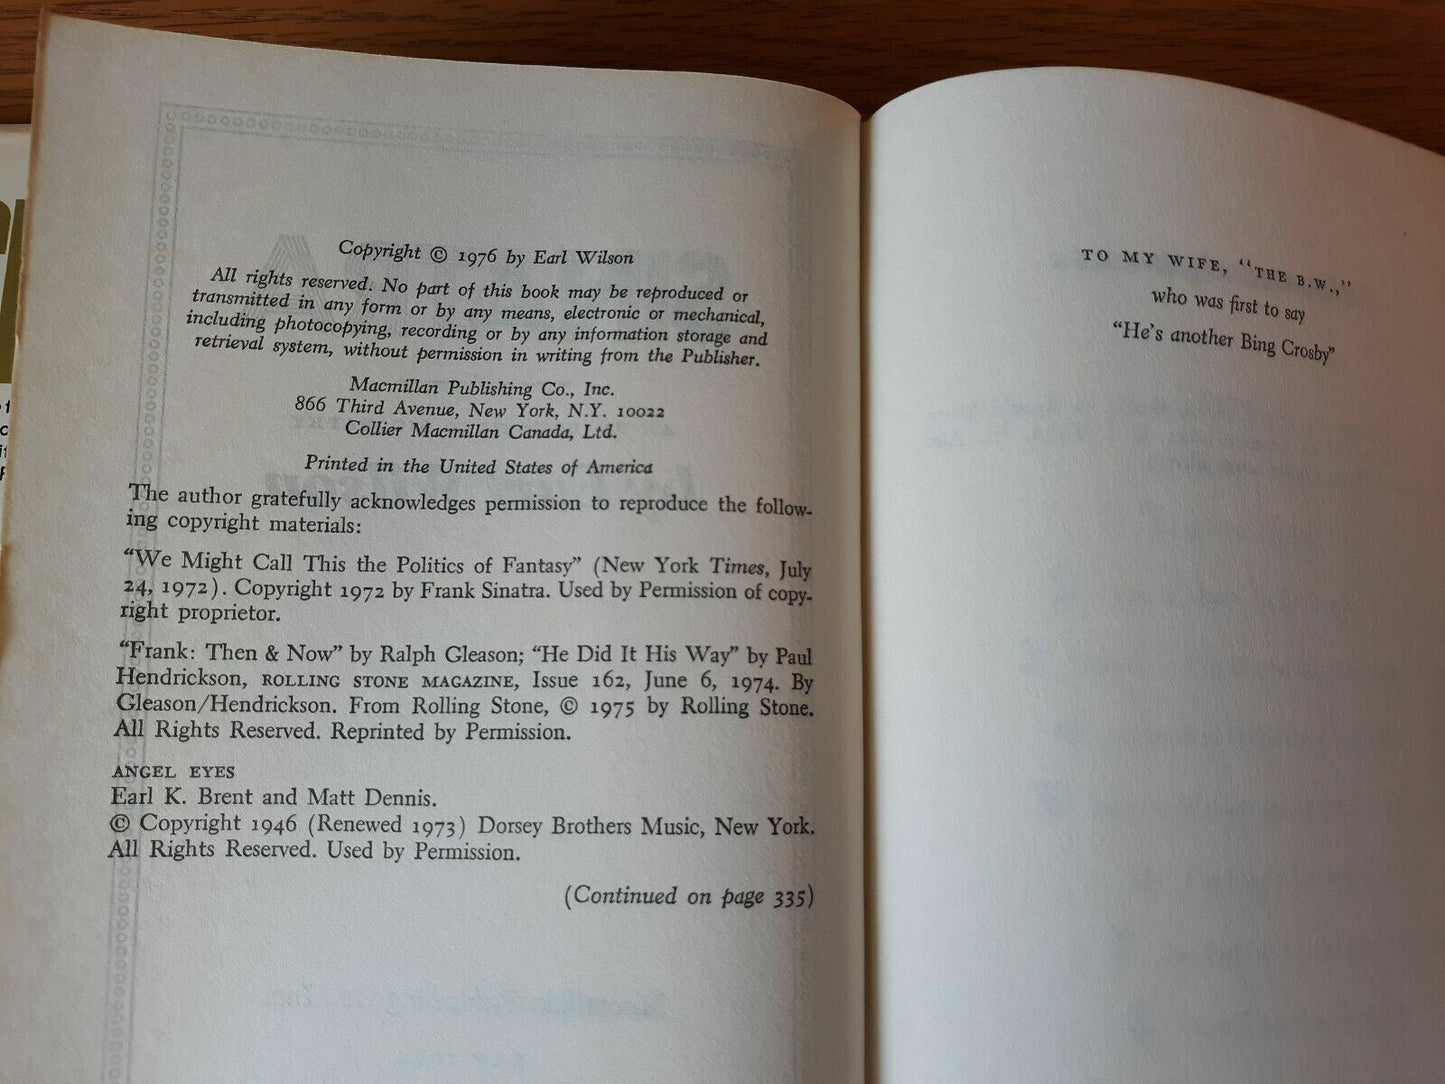 Copyright © 1976 by Earl Wilson
All rights reserved. No part of this book may be reproduced or
transmitted in any form or by any means, electronic or mechanical,
including photocopying, recording or by any information storage and
retrieval system, without permission in writing from the Publisher.
Macmillan Publishing Co., Inc.
866 Third Avenue, New York, N.Y. 10022
Collier Macmillan Canada, Ltd.
Printed in the United States of America
The author gratefully acknowledges permission to reproduce the follow-
ing copyright materials:
“We Might Call This the Politics of Fantasy” (New York Times, July
24, 1972). Copyright 1972 by Frank Sinatra. Used by Permission of copy-
right proprietor.
“Frank: Then & Now” by Ralph Gleason; “He Did It His Way” by Paul
Hendrickson, ROLLING STONE MAGAZINE, Issue 162, June 6, 1974. By
Gleason/Hendrickson. From Rolling Stone, © 1975 by Rolling Stone.
All Rights Reserved. Reprinted by Permission.
ANGEL EYES
Earl K. Brent and Matt Dennis.
© Copyright 1946 (Renewed 1973) Dorsey Brothers Music, New York.
All Rights Reserved. Used by Permission.
(Continued on page 335)
TO MY WIFE, “THE B.W.,”
who was first to say
“He's another Bing Crosby”